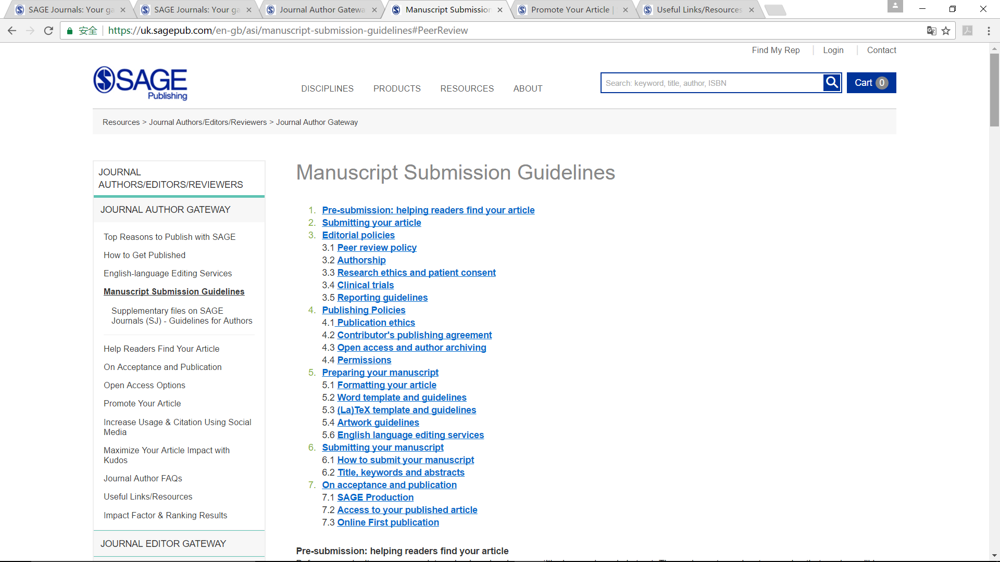 SAGE Journals: Your ga
SAGE Journals: Your ga
Journal Author Gatewa
Manuscript Submission
Promote Your Article |
Useful Links/Resources
安全
https://uk.sagepub.com/en-gb/asi/manuscript-submission-guidelines#PeerReview
Find My Rep
Login
Contact
SAGE
Publishing
DISCIPLINES
PRODUCTS
RESOURCES
ABOUT
Search: keyword, title, author, ISBN
Cart 0
Resources > Journal Authors/Editors/Reviewers > Journal Author Gateway
JOURNAL
AUTHORS/EDITORS/REVIEWERS
JOURNAL AUTHOR GATEWAY
Top Reasons to Publish with SAGE
How to Get Published
English-language Editing Services
Manuscript Submission Guidelines
Supplementary files on SAGE
Journals (SJ) - Guidelines for Authors
Help Readers Find Your Article
On Acceptance and Publication
Open Access Options
Promote Your Article
Increase Usage & Citation Using Social
Media
Maximize Your Article Impact with
Kudos
Journal Author FAQs
Useful Links/Resources
Impact Factor & Ranking Results
JOURNAL EDITOR GATEWAY
Manuscript Submission Guidelines
1. Pre-submission: helping readers find your article
2. Submitting your article
3. Editorial policies
3.1 Peer review policy
3.2 Authorship
3.3 Research ethics and patient consent
3.4 Clinical trials
3.5 Reporting guidelines
4. Publishing Policies
4.1 Publication ethics
4.2 Contributor's publishing agreement
4.3 Open access and author archiving
4.4 Permissions
5. Preparing your manuscript
5.1 Formatting your article
5.2 Word template and guidelines
5.3 (La)TeX template and guidelines
5.4 Artwork guidelines
5.6 English language editing services
6. Submitting your manuscript
6.1 How to submit your manuscript
6.2 Title, keywords and abstracts
7. On acceptance and publication
7.1 SAGE Production
7.2 Access to your published article
7.3 Online First publication
Pre-submission: helping readers find your article